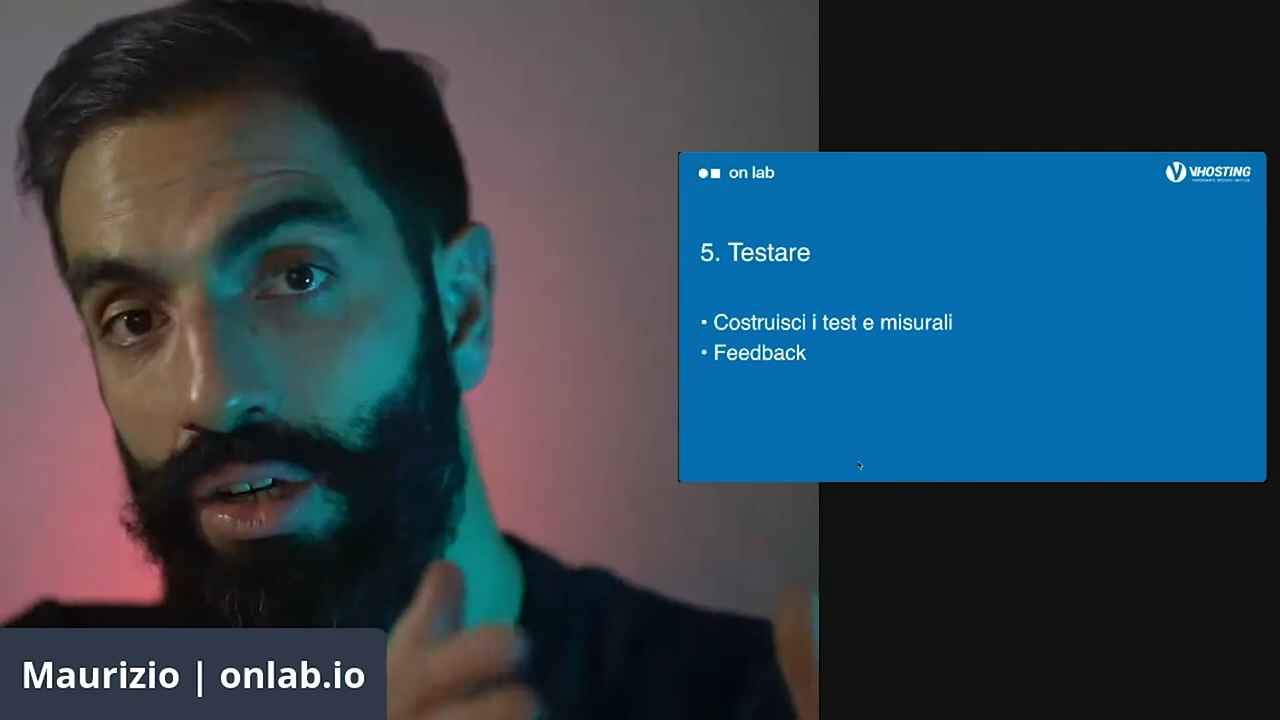 on lab
VHOSTING
5. Testare
• Costruisci i test e misurali
• Feedback
Maurizio | onlab.io